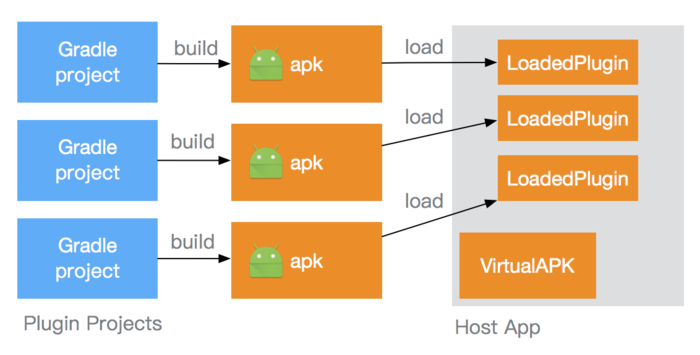 Gradle
project
build
apk
load
LoadedPlugin
Gradle
project
build
apk
load
LoadedPlugin
Gradle
project
build
apk
load
LoadedPlugin
VirtualAPK
Plugin Projects
Host App